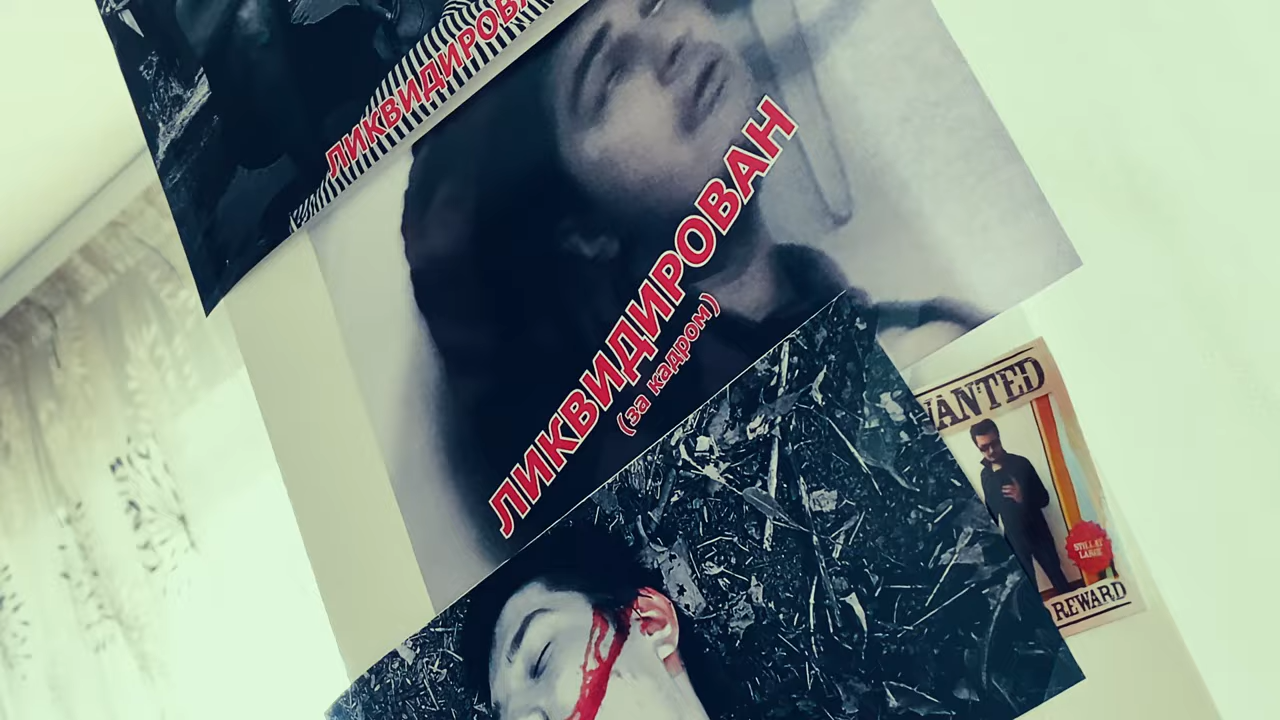 ЛИКВИДИРОВА
ЛИКВИДИРОВАН
(за кадром)
WANTED
STILL AT
LARGE
REWARD